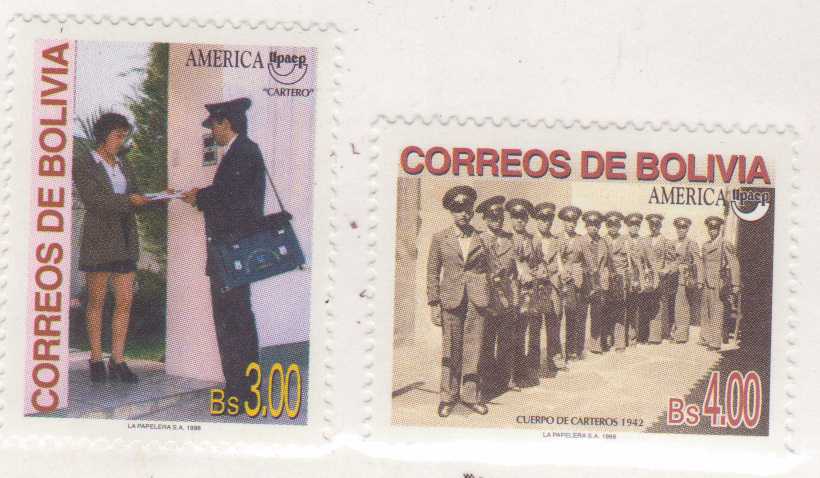 CORREOS DE BOLIVIA
AMERICA Upaep
"CARTERO"
Bs 3.00
LA PAPELERA S.A. 1998
CORREOS DE BOLIVIA
AMERICA Upaep
CUERPO DE CARTEROS 1942
Bs 4.00
LA PAPELERA S.A. 1998